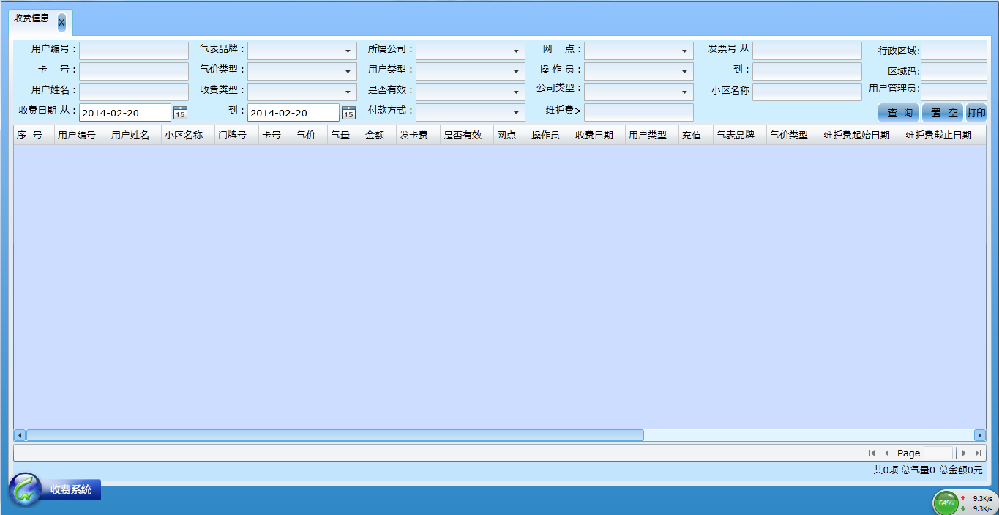 收费信息 X
用户编号： 气表品牌： 所属公司： 网 点： 发票号 从 行政区域:
卡 号： 气价类型： 用户类型： 操 作 员： 到： 区域码:
用户姓名： 收费类型： 是否有效： 公司类型： 小区名称 用户管理员:
收费日期 从： 2014-02-20 15 到： 2014-02-20 15 付款方式： 维护费> 查 询 置 空 打印
序 号 用户编号 用户姓名 小区名称 门牌号 卡号 气价 气量 金额 发卡费 是否有效 网点 操作员 收费日期 用户类型 充值 气表品牌 气价类型 维护费起始日期 维护费截止日期
Page
共0项 总气量0 总金额0元
收费系统
64% 9.3K/s
9.3K/s